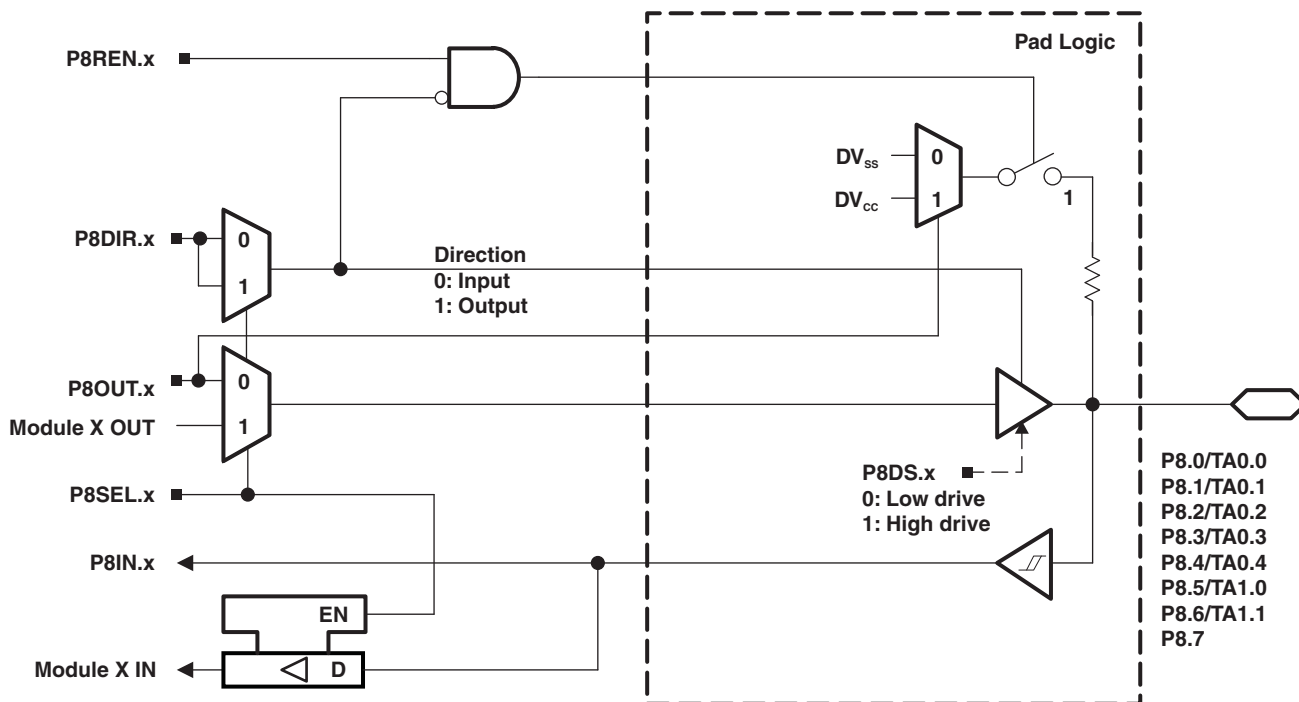 Pad Logic
P8REN.x
DVSS
0
DVCC
1
1
P8DIR.x
0
1
Direction
0: Input
1: Output
P8OUT.x
0
Module X OUT
1
P8DS.x
0: Low drive
1: High drive
P8SEL.x
P8.0/TA0.0
P8.1/TA0.1
P8.2/TA0.2
P8.3/TA0.3
P8.4/TA0.4
P8.5/TA1.0
P8.6/TA1.1
P8.7
P8IN.x
EN
Module X IN
D